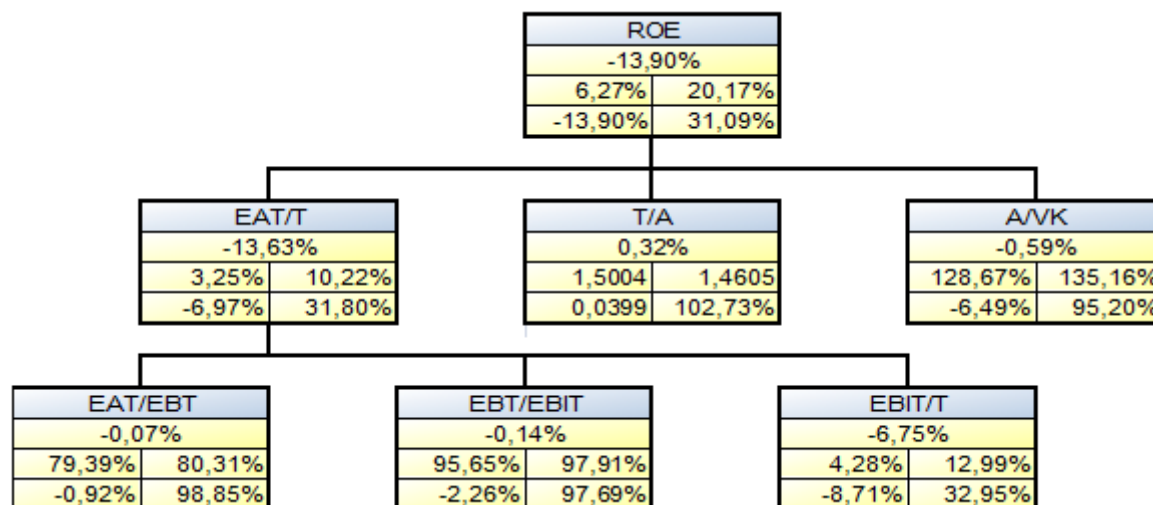 ROE
-13,90%
6,27% 20,17%
-13,90% 31,09%
EAT/T T/A A/VK
-13,63% 0,32% -0,59%
3,25% 10,22% 1,5004 1,4605 128,67% 135,16%
-6,97% 31,80% 0,0399 102,73% -6,49% 95,20%
EAT/EBT EBT/EBIT EBIT/T
-0,07% -0,14% -6,75%
79,39% 80,31% 95,65% 97,91% 4,28% 12,99%
-0,92% 98,85% -2,26% 97,69% -8,71% 32,95%